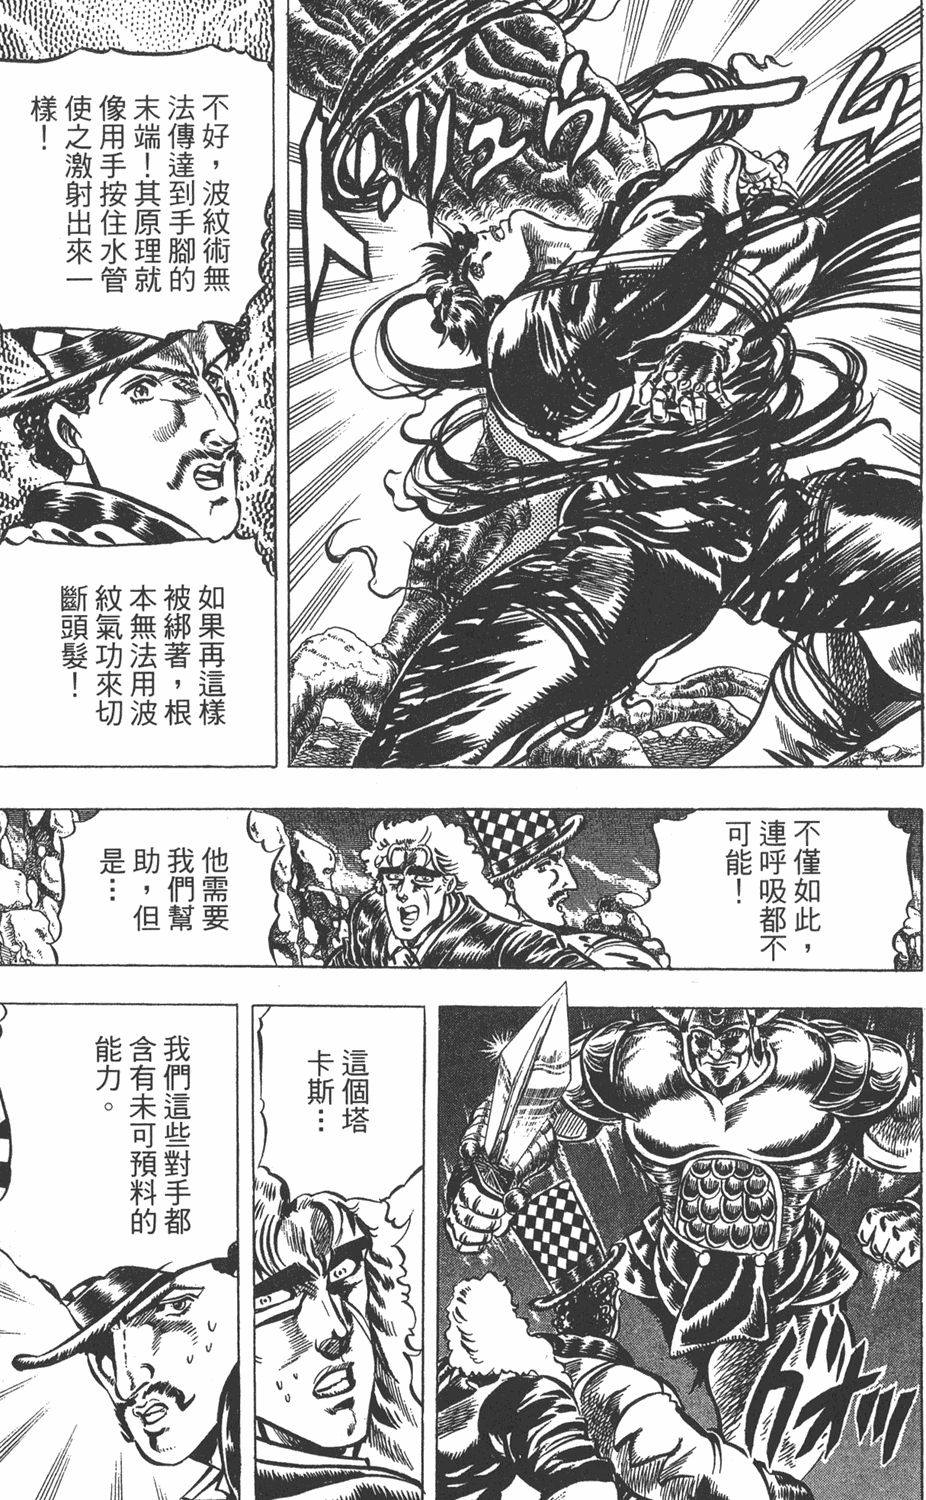 ドドリュウーム
不好，波紋術無
法傳達到手腳的
末端！其原理就
像用手按住水管
使之激射出來一
樣！
如果再這樣
被綁著，根
本無法用波
紋氣功來切
斷頭髮！
不僅如此，
連呼吸都不
可能！
他需要
我們幫
助，但
是…
グオッ
這個塔
卡斯…
我們這些對手都
含有未可預料的
能力。